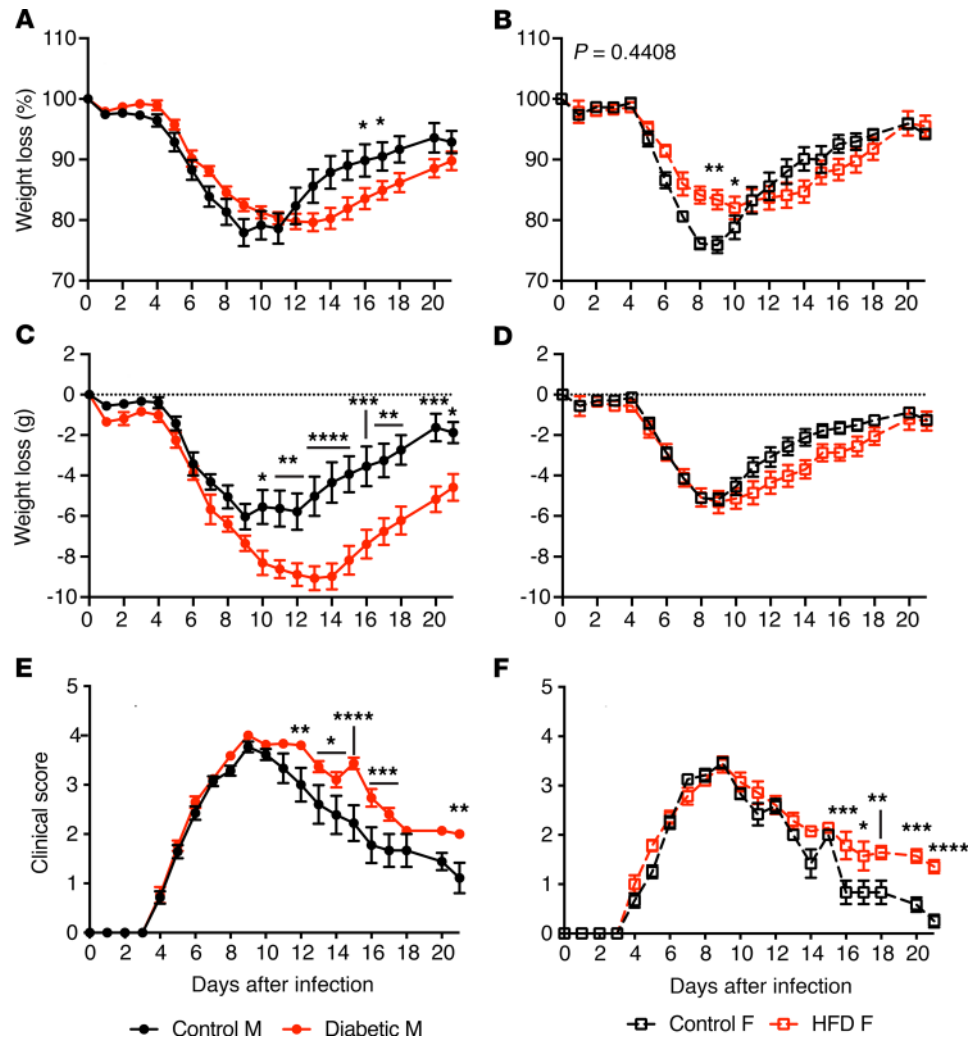 A
B
Weight loss (%)
110
100
90
80
70
* *
0 2 4 6 8 10 12 14 16 18 20
P = 0.4408
110
100
90
80
70
** *
0 2 4 6 8 10 12 14 16 18 20
C
D
Weight loss (g)
2
0
-2
-4
-6
-8
-10
* ** **** *** ** *** *
0 2 4 6 8 10 12 14 16 18 20
2
0
-2
-4
-6
-8
-10
0 2 4 6 8 10 12 14 16 18 20
E
F
Clinical score
5
4
3
2
1
0
** * **** *** **
0 2 4 6 8 10 12 14 16 18 20
Days after infection
Control M Diabetic M
5
4
3
2
1
0
*** * ** *** ****
0 2 4 6 8 10 12 14 16 18 20
Days after infection
Control F HFD F